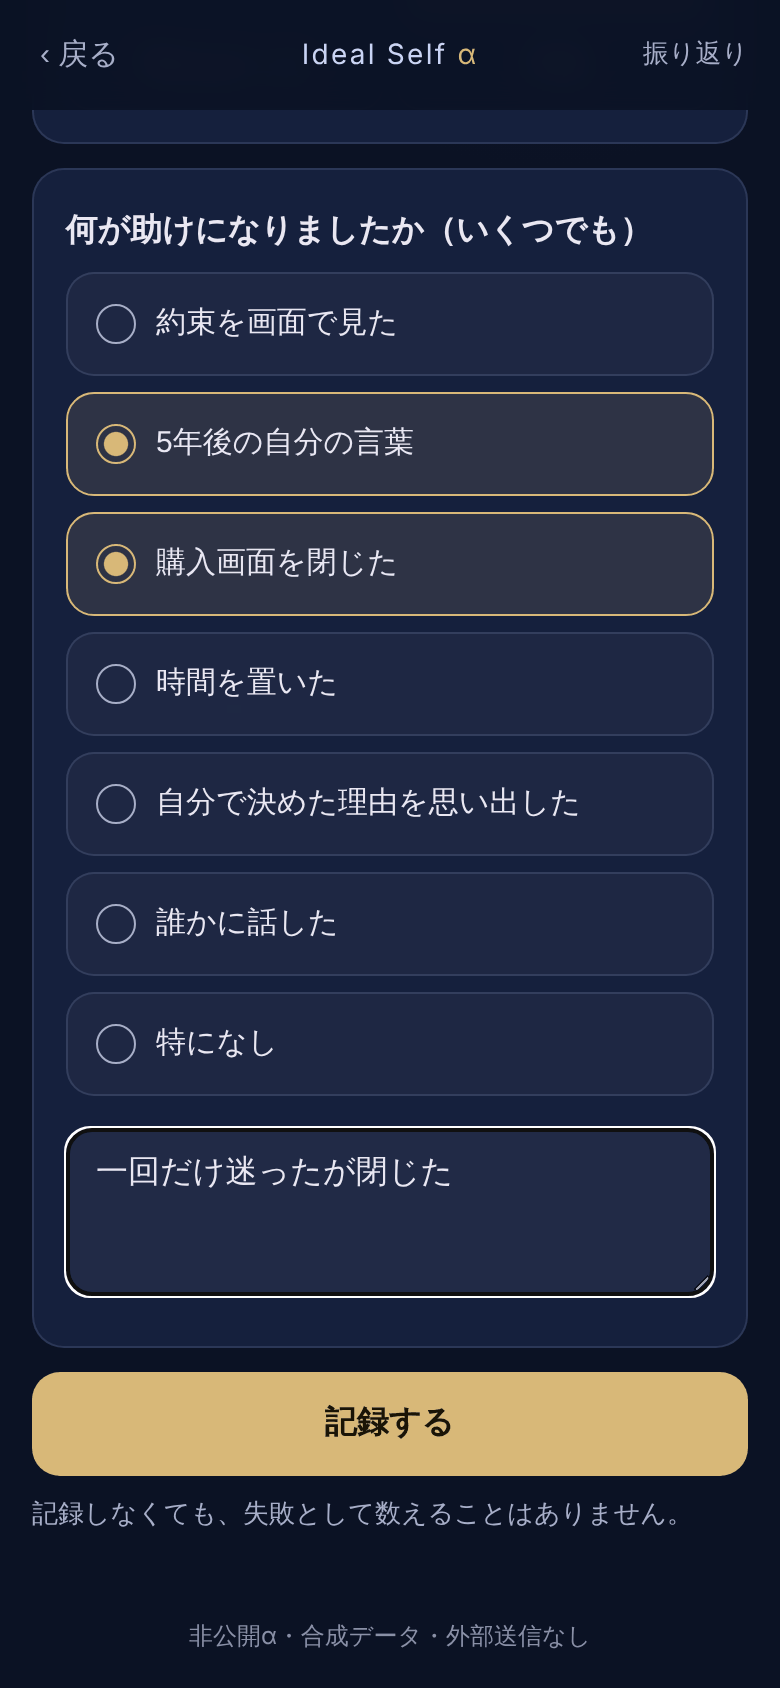 ‹ 戻る
Ideal Self α
振り返り
何が助けになりましたか（いくつでも）
約束を画面で見た
5年後の自分の言葉
購入画面を閉じた
時間を置いた
自分で決めた理由を思い出した
誰かに話した
特になし
一回だけ迷ったが閉じた
記録する
記録しなくても、失敗として数えることはありません。
非公開α・合成データ・外部送信なし